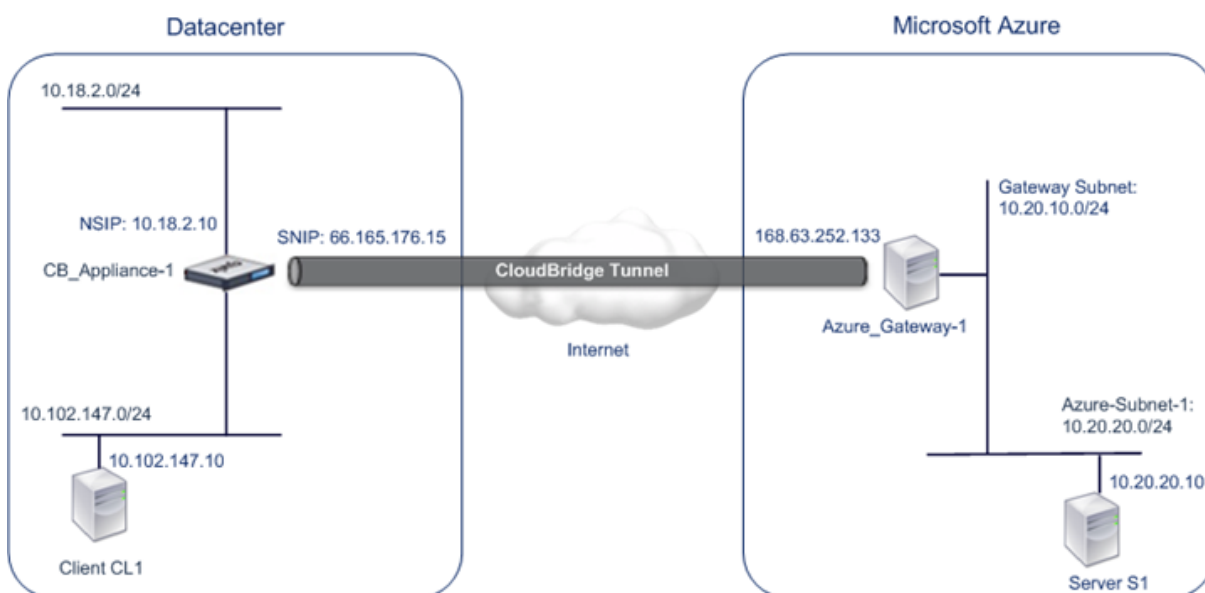 Datacenter
10.18.2.0/24
NSIP: 10.18.2.10
SNIP: 66.165.176.15
CB_Appliance-1
10.102.147.0/24
10.102.147.10
Client CL1
CloudBridge Tunnel
Internet
Microsoft Azure
Gateway Subnet:
10.20.10.0/24
168.63.252.133
Azure_Gateway-1
Azure-Subnet-1:
10.20.20.0/24
10.20.20.10
Server S1